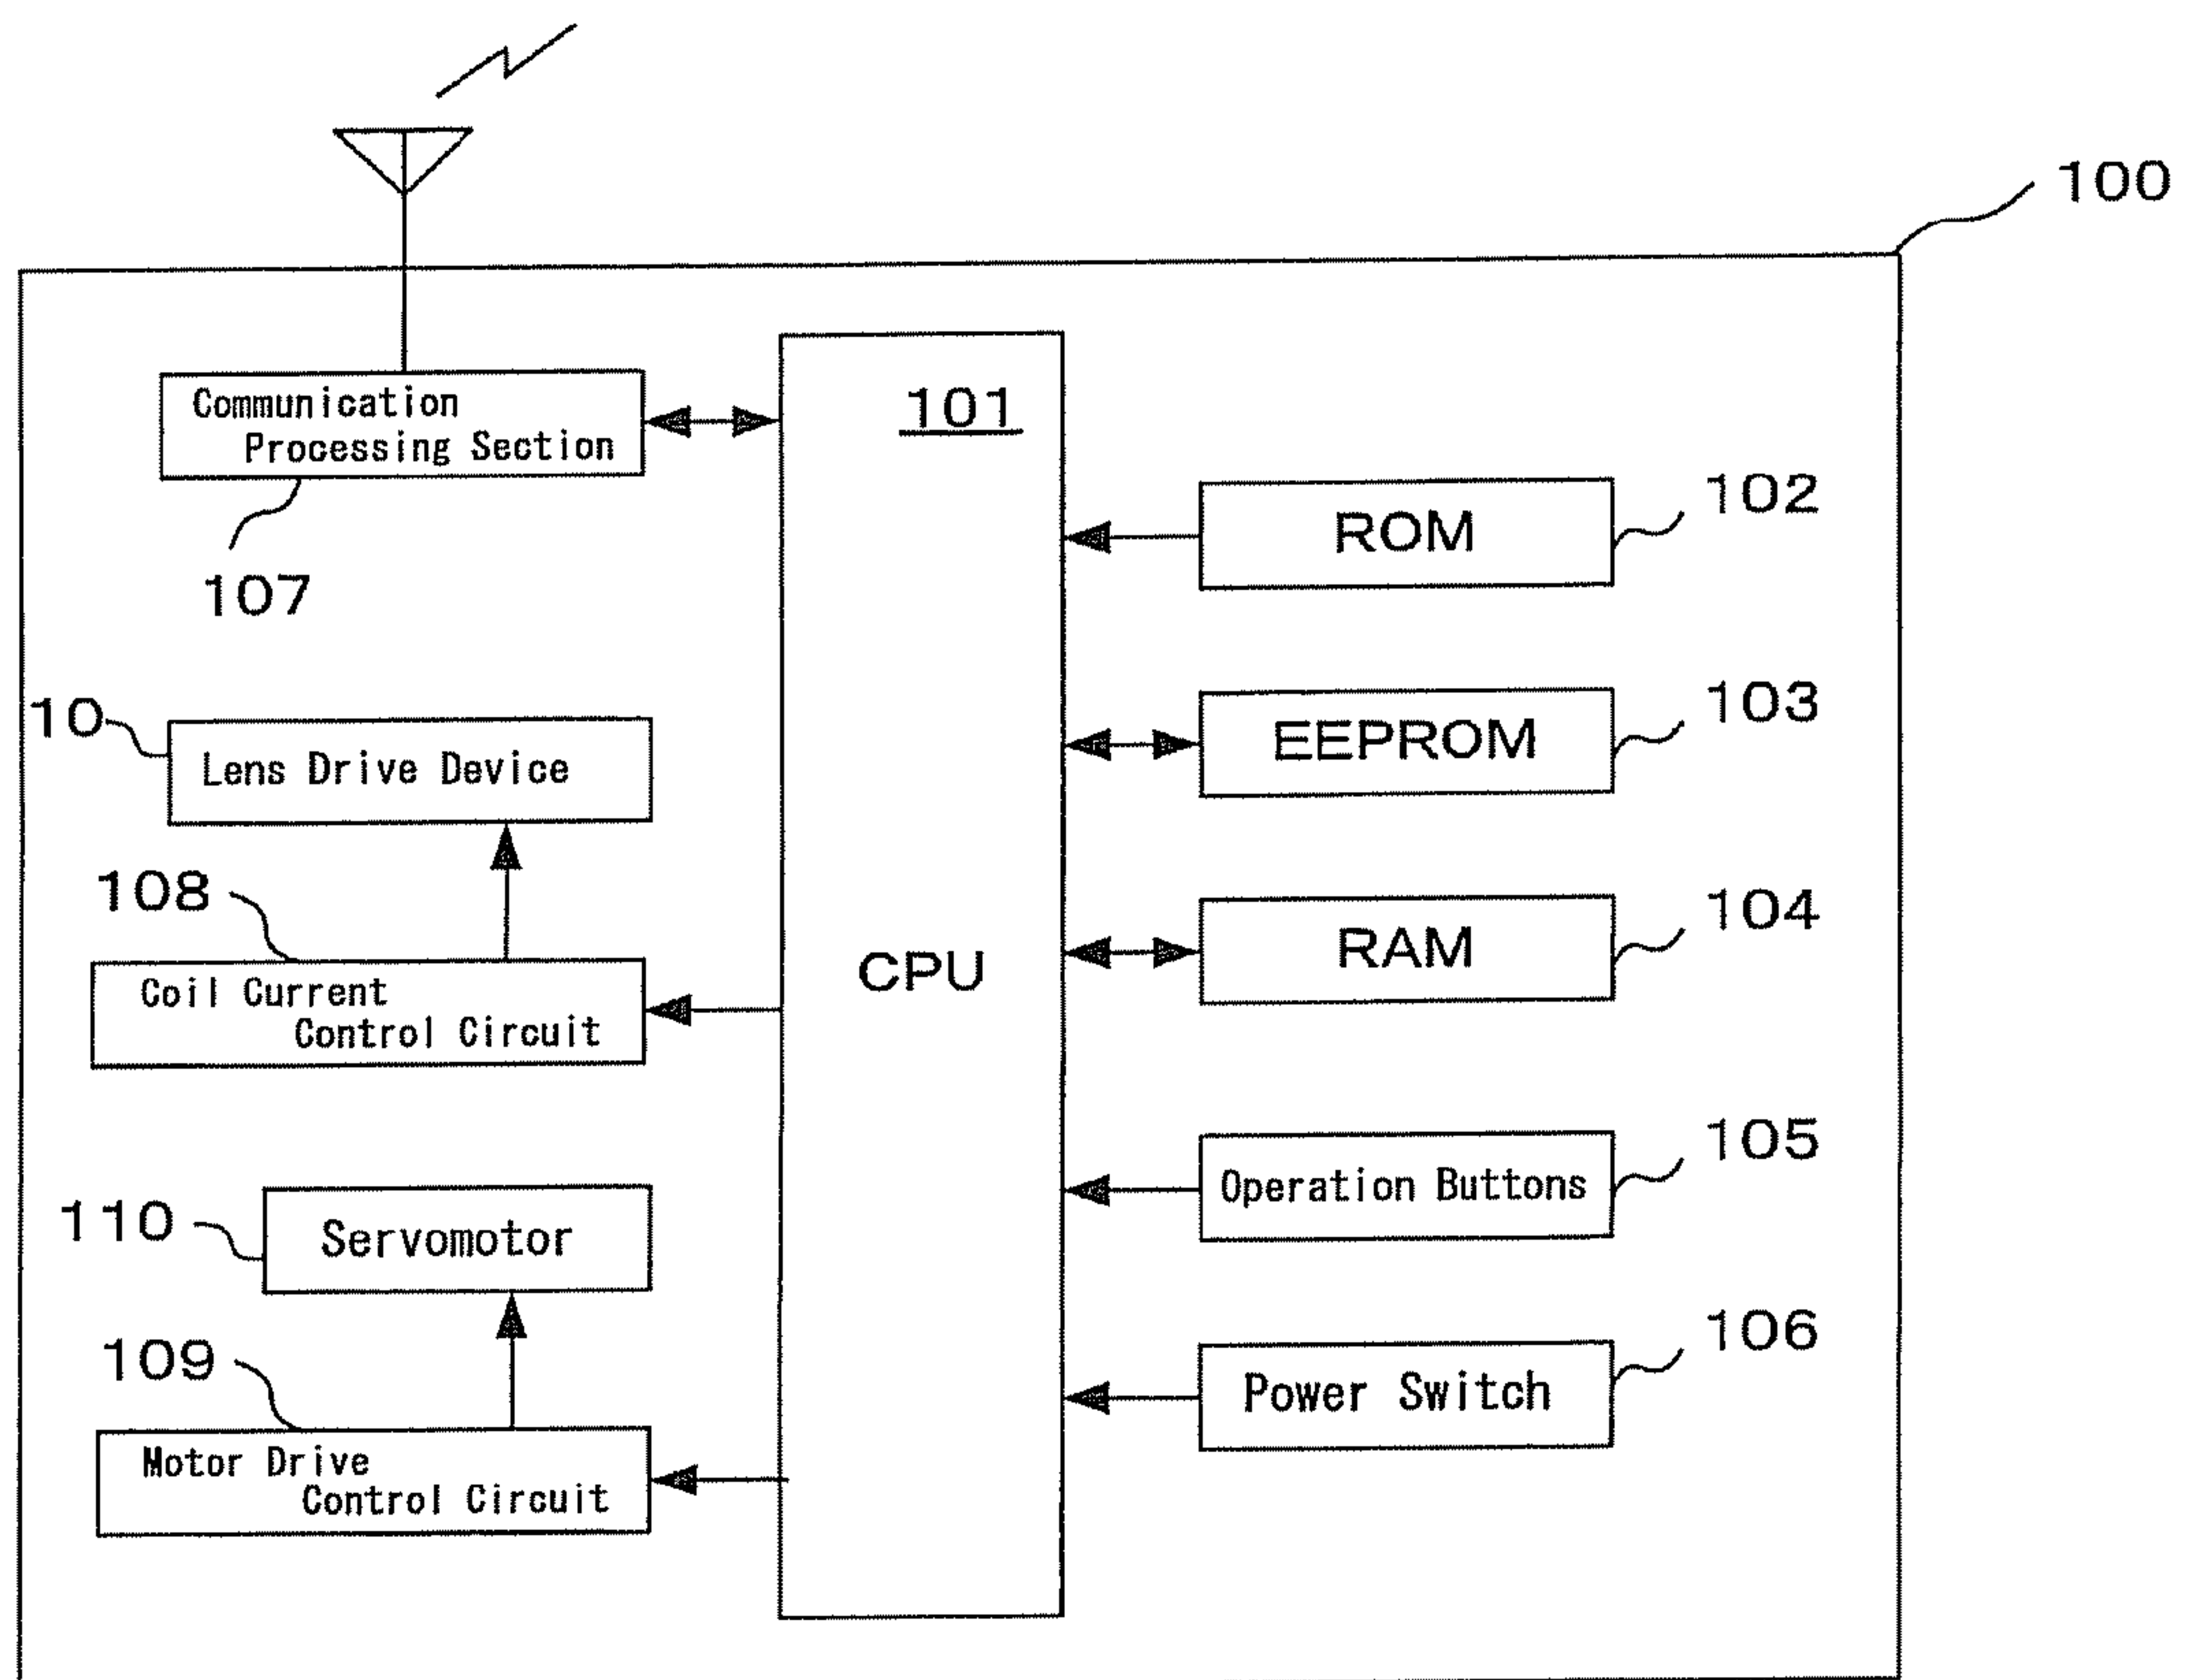 100
101
Communication
Processing Section
107
ROM
102
10
Lens Drive Device
EEPROM
103
108
Coil Current
Control Circuit
CPU
RAM
104
110
Servomotor
Operation Buttons
105
109
Motor Drive
Control Circuit
Power Switch
106